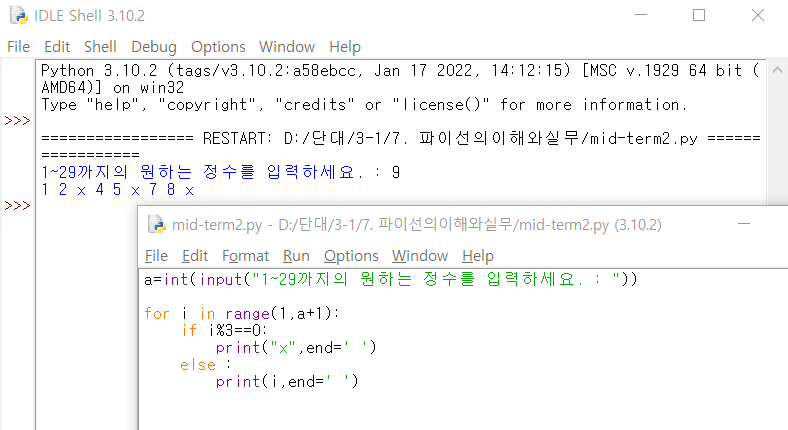 IDLE Shell 3.10.2
File Edit Shell Debug Options Window Help
Python 3.10.2 (tags/v3.10.2:a58ebcc, Jan 17 2022, 14:12:15) [MSC v.1929 64 bit (
AMD64)] on win32
Type "help", "copyright", "credits" or "license()" for more information.
>>>
================= RESTART: D:/단대/3-1/7. 파이선의이해와실무/mid-term2.py ======
===========
1~29까지의 원하는 정수를 입력하세요. : 9
1 2 x 4 5 x 7 8 x
>>>
mid-term2.py - D:/단대/3-1/7. 파이선의이해와실무/mid-term2.py (3.10.2)
File Edit Format Run Options Window Help
a=int(input("1~29까지의 원하는 정수를 입력하세요. : "))
for i in range(1,a+1):
    if i%3==0:
        print("x",end=' ')
    else :
        print(i,end=' ')